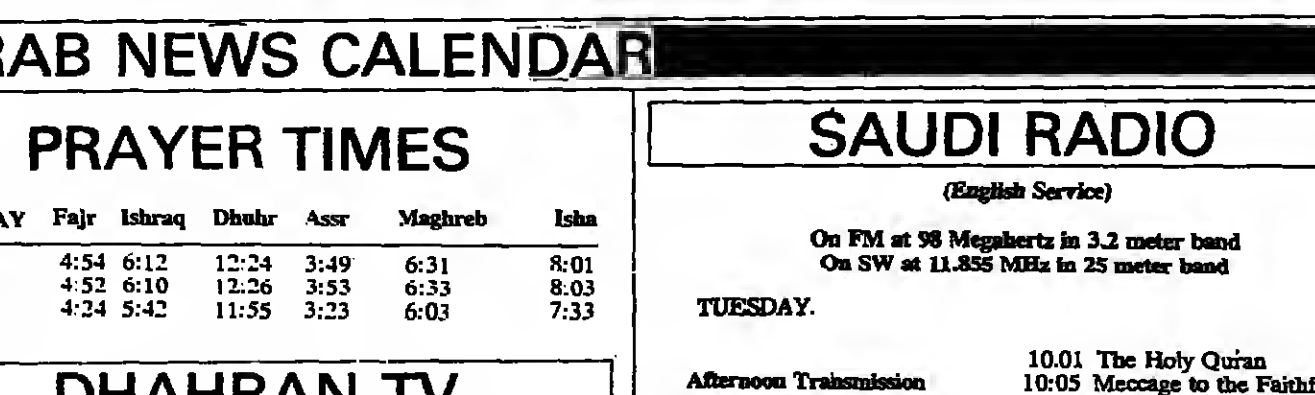 RAB NEWS CALENDAR
PRAYER TIMES
AY Fajr Ishraq Dhuhr Assr Maghreb Isha
4:54 6:12 12:24 3:49 6:31 8:01
4:52 6:10 12:26 3:53 6:33 8:03
4:24 5:42 11:55 3:23 6:03 7:33
DHAHRAN TV
SAUDI RADIO
(English Service)
On FM at 98 Megahertz in 3.2 meter band
On SW at 11.855 MHz in 25 meter band
TUESDAY.
Afternoon Trahsmission
10.01 The Holy Qur'an
10:05 Meccage to the Faithf